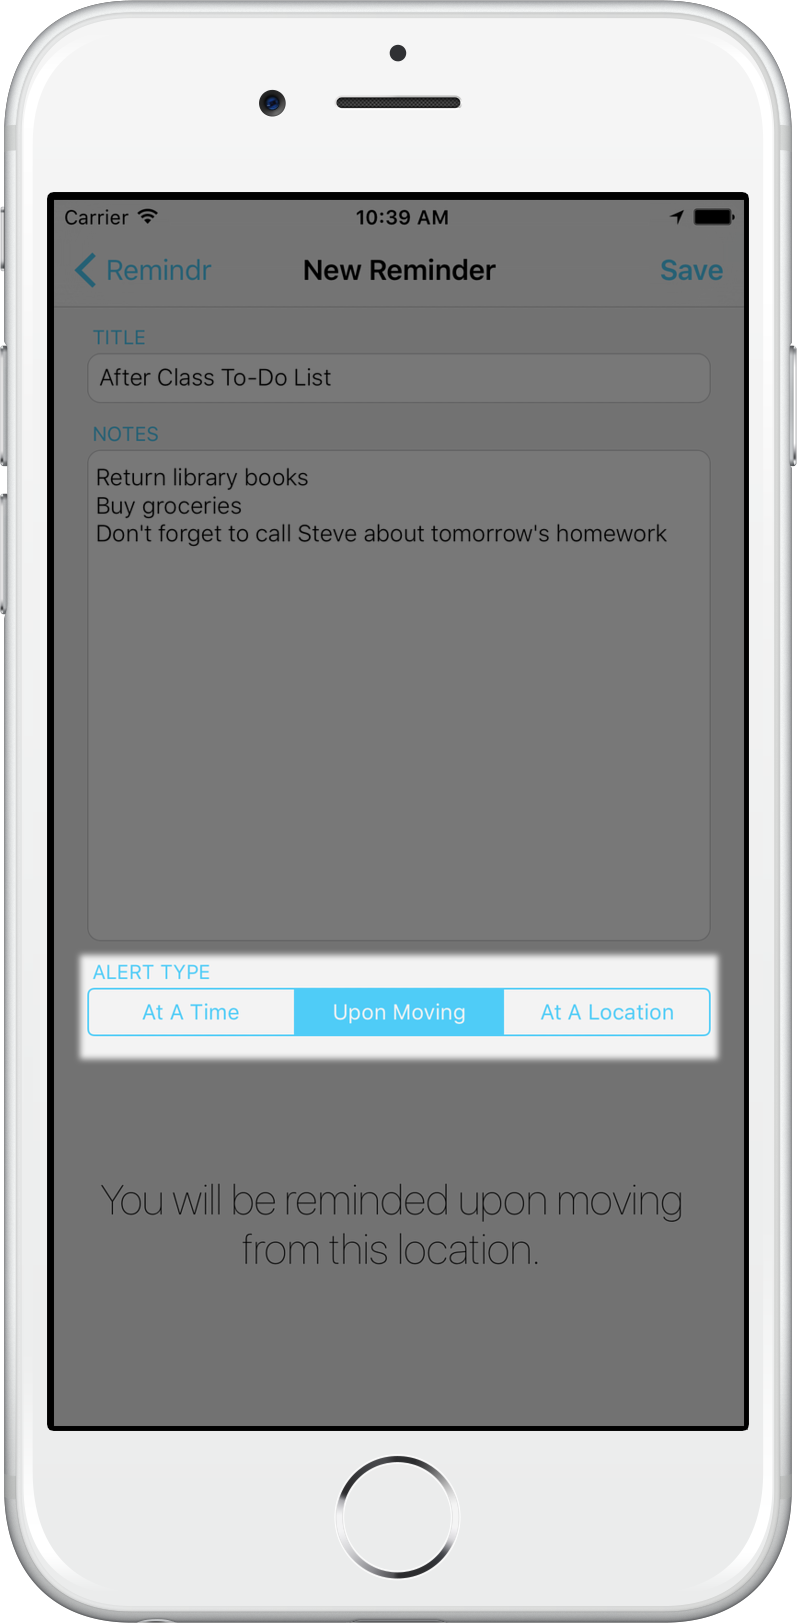 Carrier 10:39 AM
Remindr New Reminder Save
TITLE
After Class To-Do List
NOTES
Return library books
Buy groceries
Don't forget to call Steve about tomorrow's homework
ALERT TYPE
At A Time Upon Moving At A Location
You will be reminded upon moving
from this location.